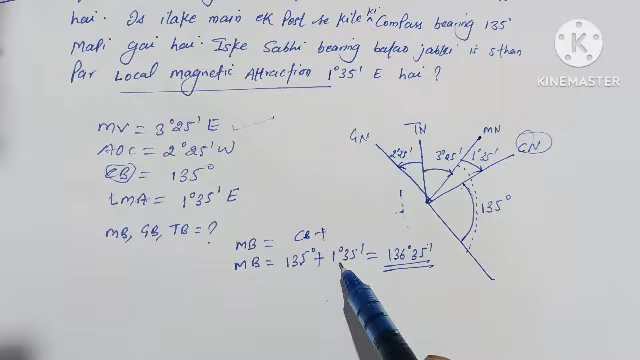 hai. Is ilake main ek Post se kile ki Compass bearing 135°
Mapi gai hai. Iske Sabhi bearing batao jabki is sthan
Par Local magnetic Attraction 1°35' E hai?
KINEMASTER
MV = 3°25' E
AOC = 2°25' W
CB = 135°
LMA = 1°35' E
MB, GB, TB = ?
GN
TN
MN
CN
2°25'
3°25'
1°35'
135°
MB = CB +
MB = 135° + 1°35' = 136°35'